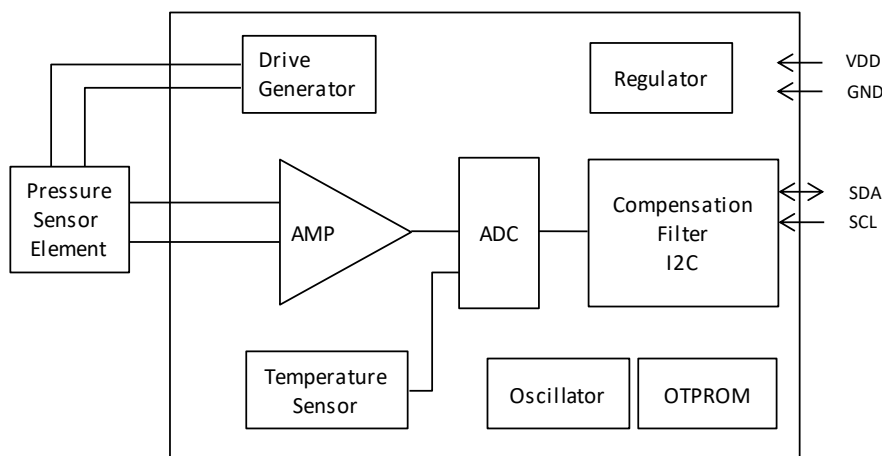 Drive
Generator
Regulator
VDD
GND
Pressure
Sensor
Element
AMP
ADC
Compensation
Filter
I2C
SDA
SCL
Temperature
Sensor
Oscillator
OTPROM